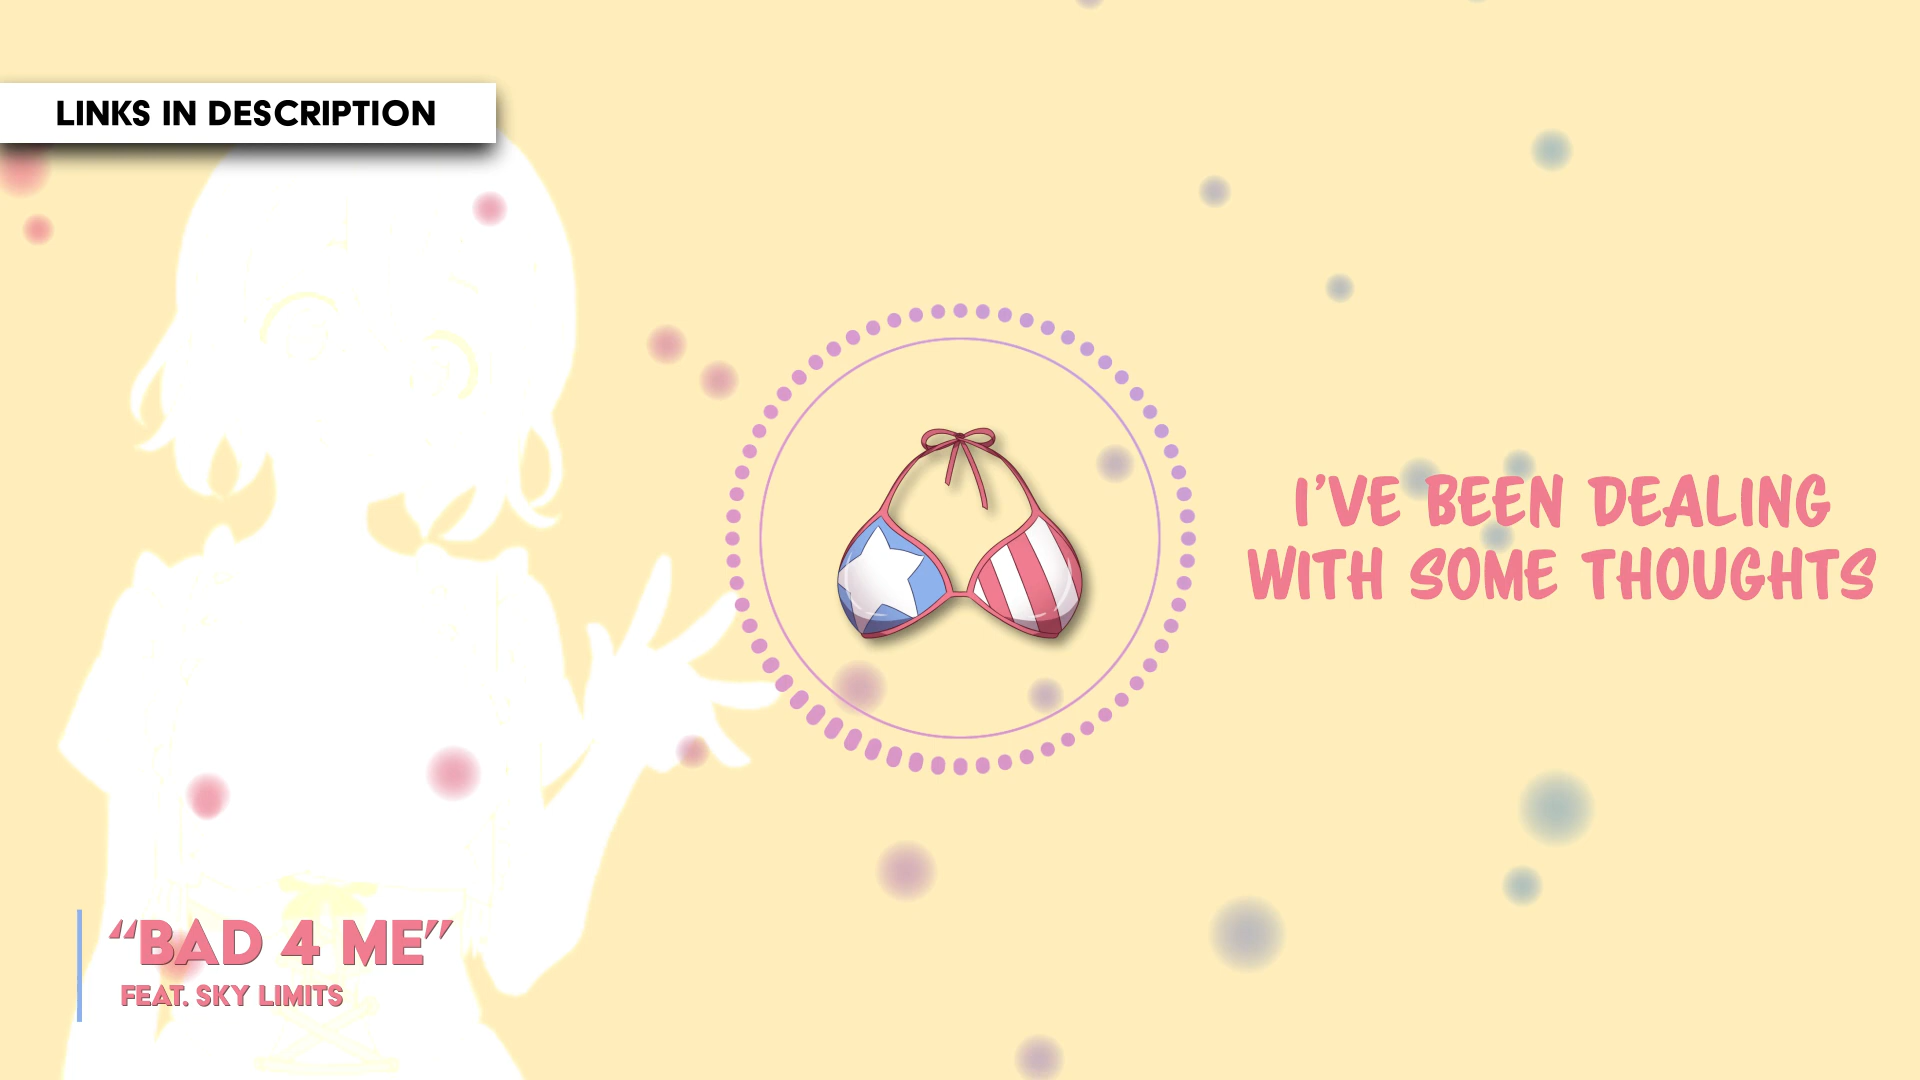 LINKS IN DESCRIPTION
I'VE BEEN DEALING
WITH SOME THOUGHTS
“BAD 4 ME”
FEAT. SKY LIMITS